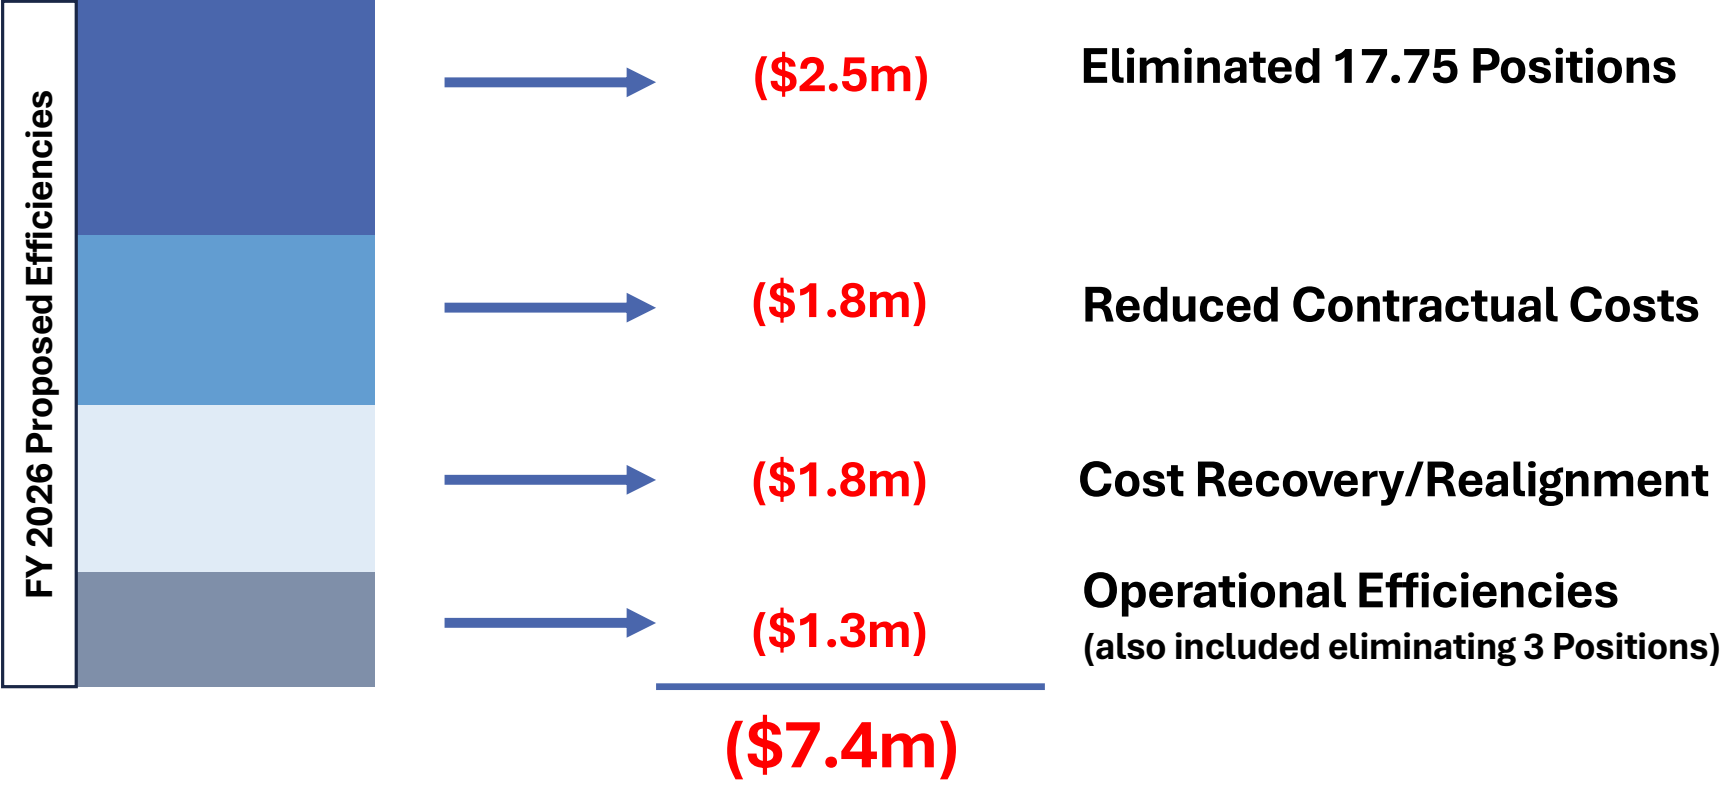 FY 2026 Proposed Efficiencies
($2.5m)
Eliminated 17.75 Positions
($1.8m)
Reduced Contractual Costs
($1.8m)
Cost Recovery/Realignment
($1.3m)
Operational Efficiencies
(also included eliminating 3 Positions)
($7.4m)